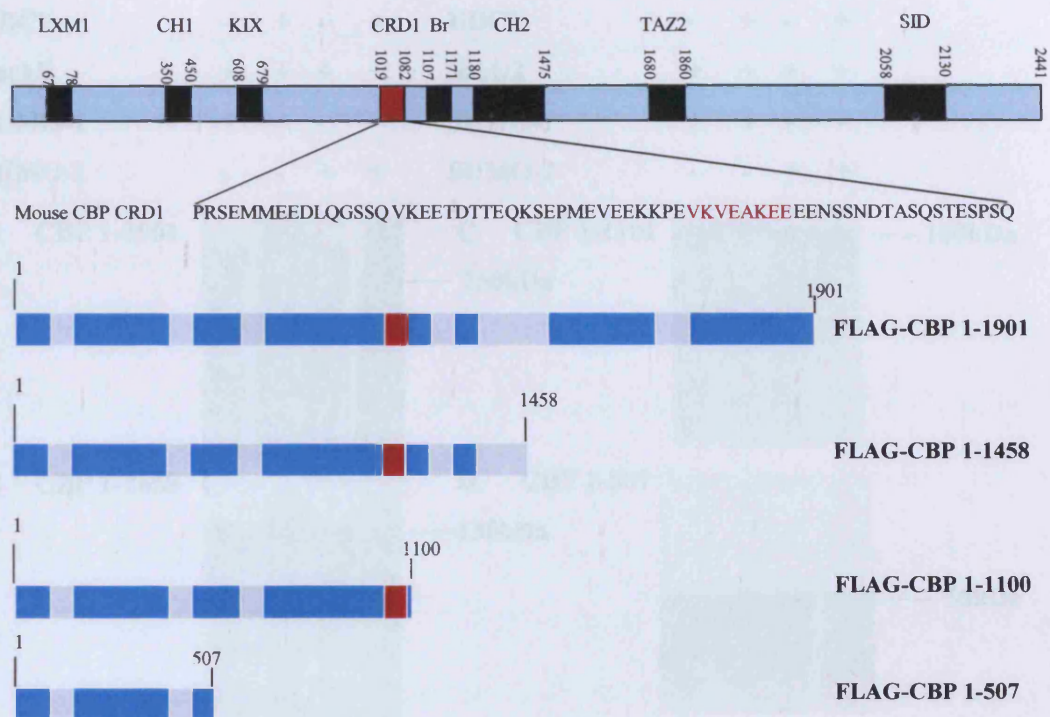 LXM1 CH1 KIX CRD1 Br CH2 TAZ2 SID
67 78 350 450 608 679 1019 1082 1107 1171 1180 1475 1680 1860 2058 2130 2441
Mouse CBP CRD1 PRSEMMEEDLQGSSQVKEETDTTEQKSEPMEVEEKKPEVKVEAKEEEENSSNDTASQSTESPSQ
1 1901
FLAG-CBP 1-1901
1 1458
FLAG-CBP 1-1458
1 1100
FLAG-CBP 1-1100
1 507
FLAG-CBP 1-507